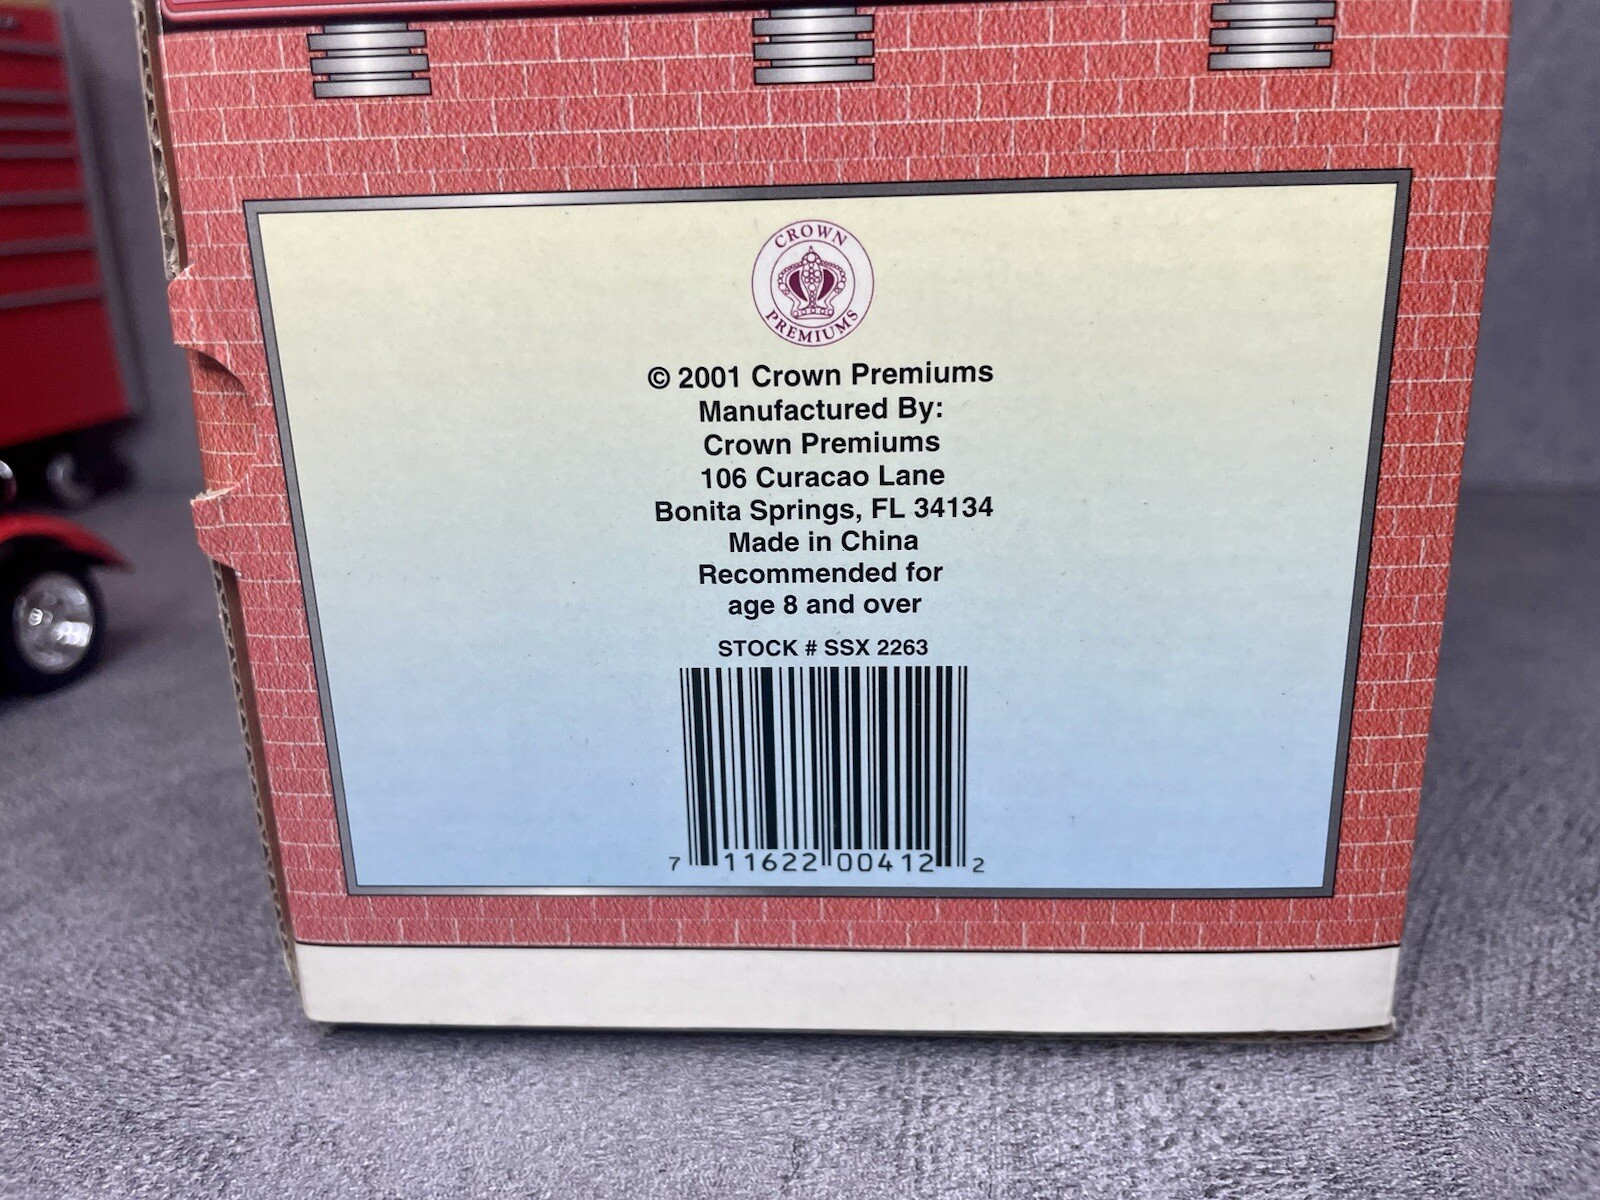 CROWN
PREMIUMS
© 2001 Crown Premiums
Manufactured By:
Crown Premiums
106 Curacao Lane
Bonita Springs, FL 34134
Made in China
Recommended for
age 8 and over
STOCK # SSX 2263
7 11622 00412 2